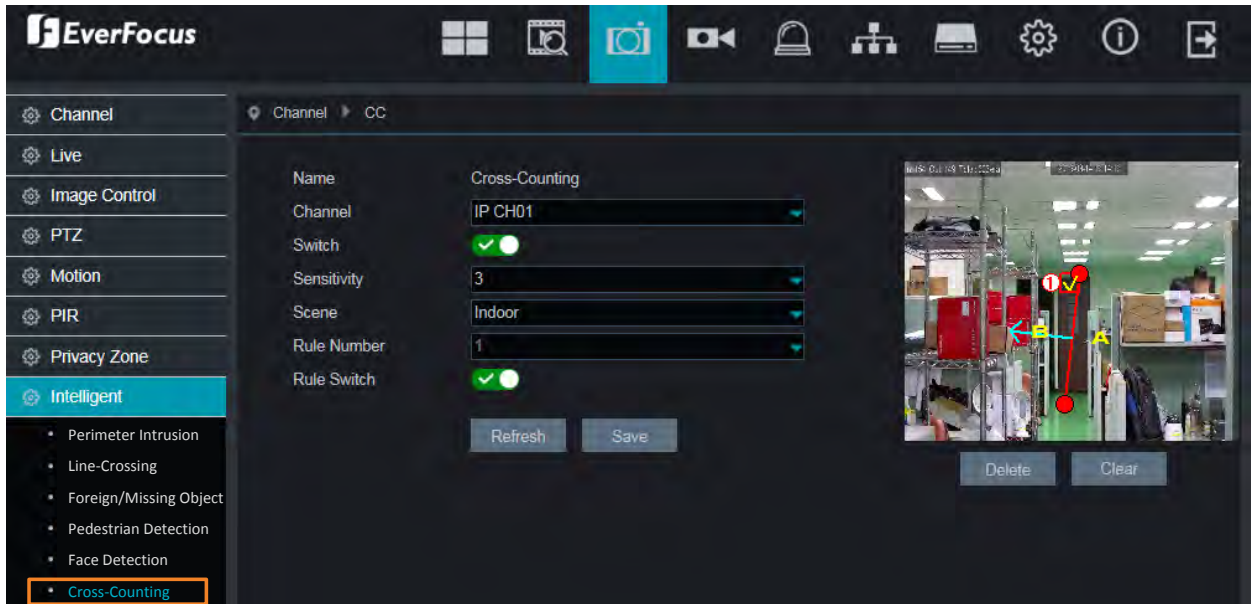 EverFocus
Channel
Live
Image Control
PTZ
Motion
PIR
Privacy Zone
Intelligent
Perimeter Intrusion
Line-Crossing
Foreign/Missing Object
Pedestrian Detection
Face Detection
Cross-Counting
Channel CC
Name Cross-Counting
Channel IP CH01
Switch
Sensitivity 3
Scene Indoor
Rule Number 1
Rule Switch
Refresh Save
1
B A
Delete Clear